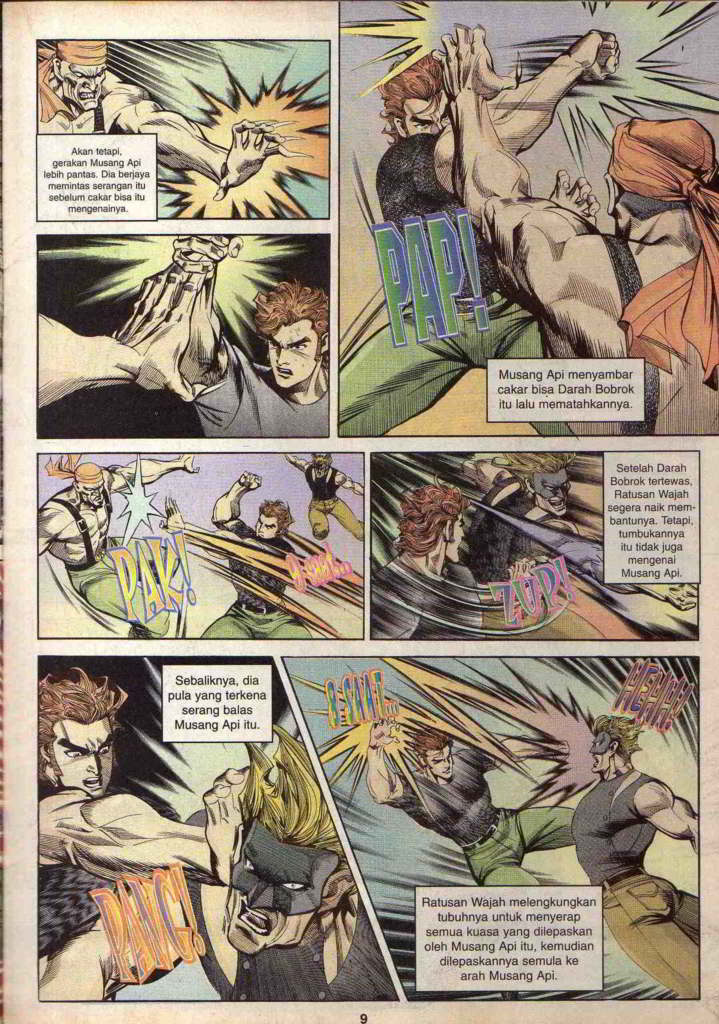 Akan tetapi,
gerakan Musang Api
lebih pantas. Dia berjaya
memintas serangan itu
sebelum cakar bisa itu
mengenainya.
PAP!
Musang Api menyambar
cakar bisa Darah Bobrok
itu lalu mematahkannya.
PAK!
Setelah Darah
Bobrok tertewas,
Ratusan Wajah
segera naik mem-
bantunya. Tetapi,
tumbukannya
itu tidak juga
mengenai
Musang Api.
ZUP!
Sebaliknya, dia
pula yang terkena
serang balas
Musang Api itu.
PANG!
HEHH!
Ratusan Wajah melengkungkan
tubuhnya untuk menyerap
semua kuasa yang dilepaskan
oleh Musang Api itu, kemudian
dilepaskannya semula ke
arah Musang Api.
9